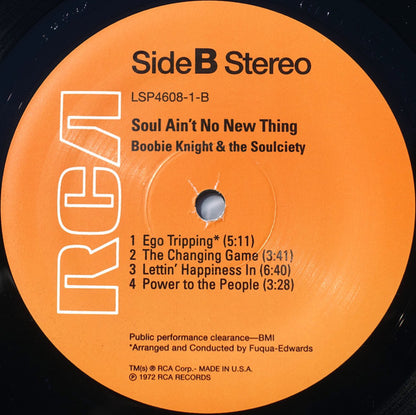 Side B Stereo
LSP4608-1-B
Soul Ain't No New Thing
Boobie Knight & the Soulciety
RCA
1 Ego Tripping* (5:11)
2 The Changing Game (3:41)
3 Lettin' Happiness In (6:40)
4 Power to the People (3:28)
Public performance clearance—BMI
*Arranged and Conducted by Fuqua-Edwards
TM(s) ® RCA Corp.- MADE IN U.S.A.
℗ 1972 RCA RECORDS